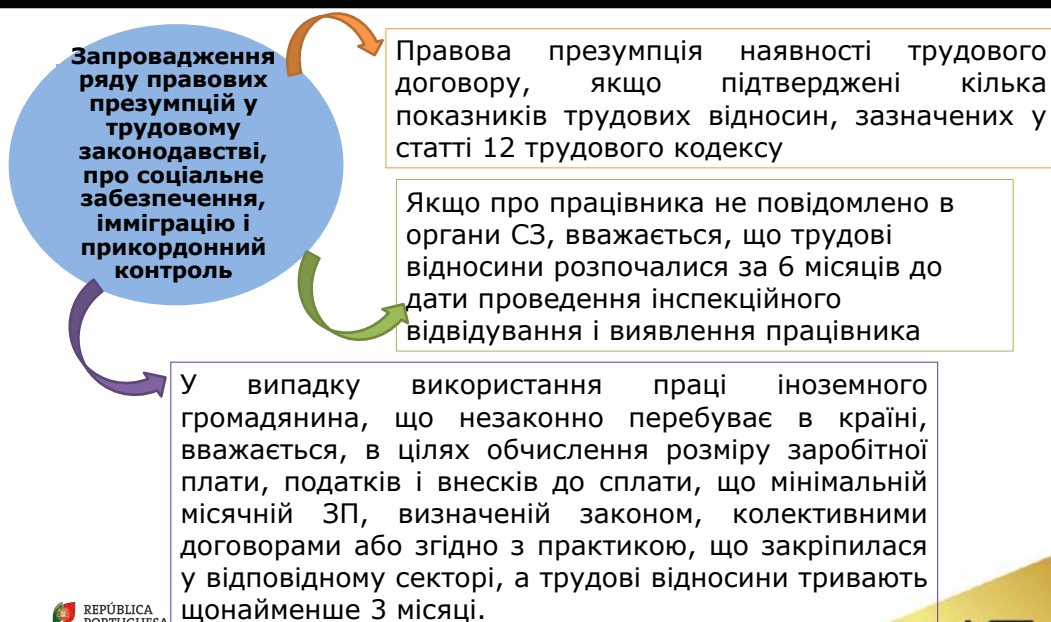 Запровадження
ряду правових
презумпцій у
трудовому
законодавстві,
про соціальне
забезпечення,
імміграцію і
прикордонний
контроль
Правова презумпція наявності трудового
договору, якщо підтверджені кілька
показників трудових відносин, зазначених у
статті 12 трудового кодексу
Якщо про працівника не повідомлено в
органи СЗ, вважається, що трудові
відносини розпочалися за 6 місяців до
дати проведення інспекційного
відвідування і виявлення працівника
У випадку використання праці іноземного
громадянина, що незаконно перебуває в країні,
вважається, в цілях обчислення розміру заробітної
плати, податків і внесків до сплати, що мінімальній
місячній ЗП, визначеній законом, колективними
договорами або згідно з практикою, що закріпилася
у відповідному секторі, а трудові відносини тривають
щонайменше 3 місяці.
REPÚBLICA
PORTUGUESA